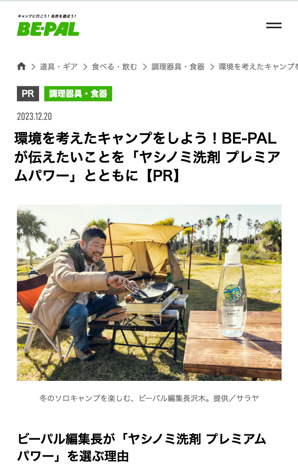 キャンプに行こう！自然を遊ぼう！
BE-PAL
道具・ギア
食べる・飲む
調理器具・食器
環境を考えたキャンプを
PR
調理器具・食器
2023.12.20
環境を考えたキャンプをしよう！BE-PAL
が伝えたいことを「ヤシノミ洗剤 プレミア
ムパワー」とともに【PR】
冬のソロキャンプを楽しむ、ビーパル編集長沢木。提供／サラヤ
ビーパル編集長が「ヤシノミ洗剤 プレミアム
パワー」を選ぶ理由